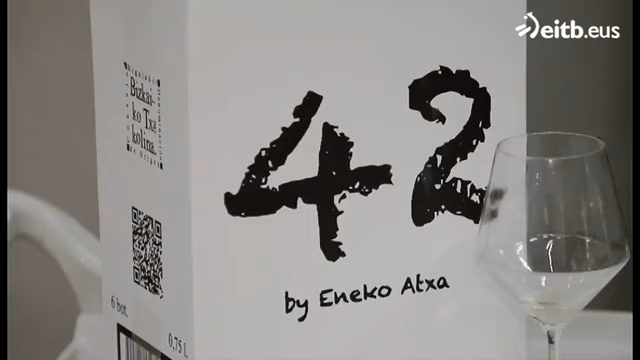 eitb.eus
Bizkai-
ko Txa
kolina.
42
by Eneko Atxa
6 bot.
0,75 L